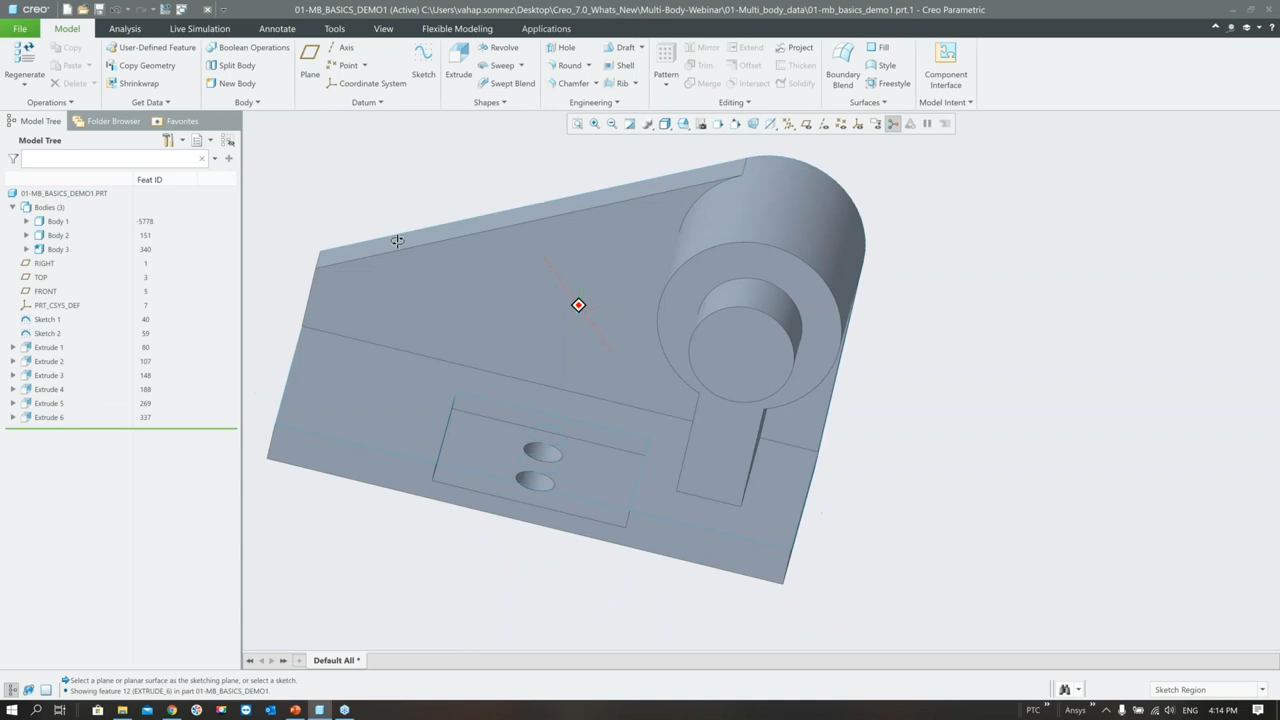 creo
01-MB_BASICS_DEMO1 (Active) C:\Users\vahap.sonmez\Desktop\Creo_7.0_Whats_New\Multi-Body-Webinar\01-Multi_body_data\01-mb_basics_demo1.prt.1 - Creo Parametric
File Model Analysis Live Simulation Annotate Tools View Flexible Modeling Applications
Regenerate
Copy
Paste
Delete
Operations
User-Defined Feature
Copy Geometry
Shrinkwrap
Get Data
Boolean Operations
Split Body
New Body
Body
Plane
Axis
Point
Coordinate System
Sketch
Datum
Extrude
Revolve
Sweep
Swept Blend
Shapes
Hole
Round
Chamfer
Draft
Shell
Rib
Engineering
Pattern
Mirror
Trim
Merge
Extend
Offset
Intersect
Project
Thicken
Solidify
Editing
Boundary
Blend
Fill
Style
Freestyle
Surfaces
Component
Interface
Model Intent
Model Tree Folder Browser Favorites
Model Tree
Feat ID
01-MB_BASICS_DEMO1.PRT
Bodies (3)
Body 1 -5778
Body 2 151
Body 3 340
RIGHT 1
TOP 3
FRONT 5
PRT_CSYS_DEF 7
Sketch 1 40
Sketch 2 59
Extrude 1 80
Extrude 2 107
Extrude 3 148
Extrude 4 188
Extrude 5 269
Extrude 6 337
Default All *
Select a plane or planar surface as the sketching plane, or select a sketch.
Showing feature 12 (EXTRUDE_6) in part 01-MB_BASICS_DEMO1.
Sketch Region
PTC Ansys ENG 4:14 PM